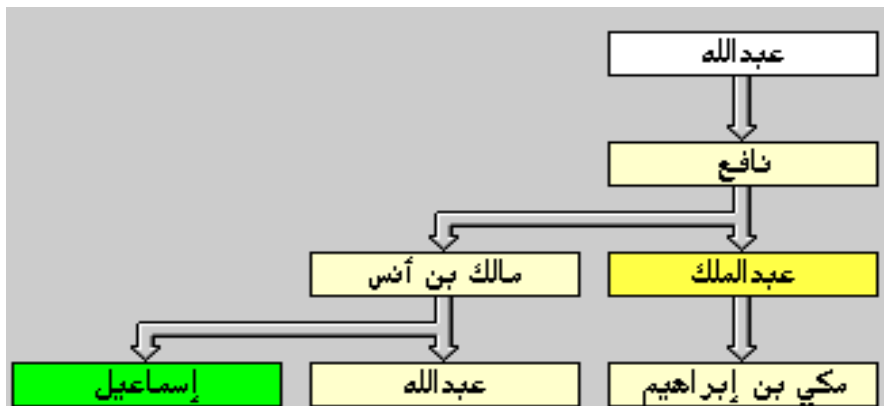 عبدالله
نافع
عبدالملك
مالك بن أنس
مكي بن إبراهيم
عبدالله
إسماعيل